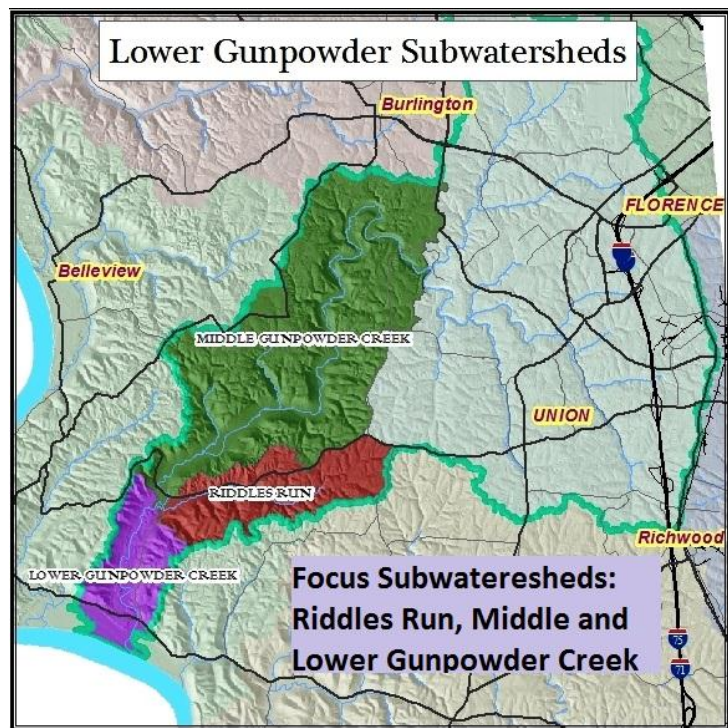 Lower Gunpowder Subwatersheds
Burlington
FLORENCE
Belleview
MIDDLE GUNPOWDER CREEK
UNION
RIDDLES RUN
Richwood
LOWER GUNPOWDER CREEK
Focus Subwateresheds:
Riddles Run, Middle and
Lower Gunpowder Creek
75
71